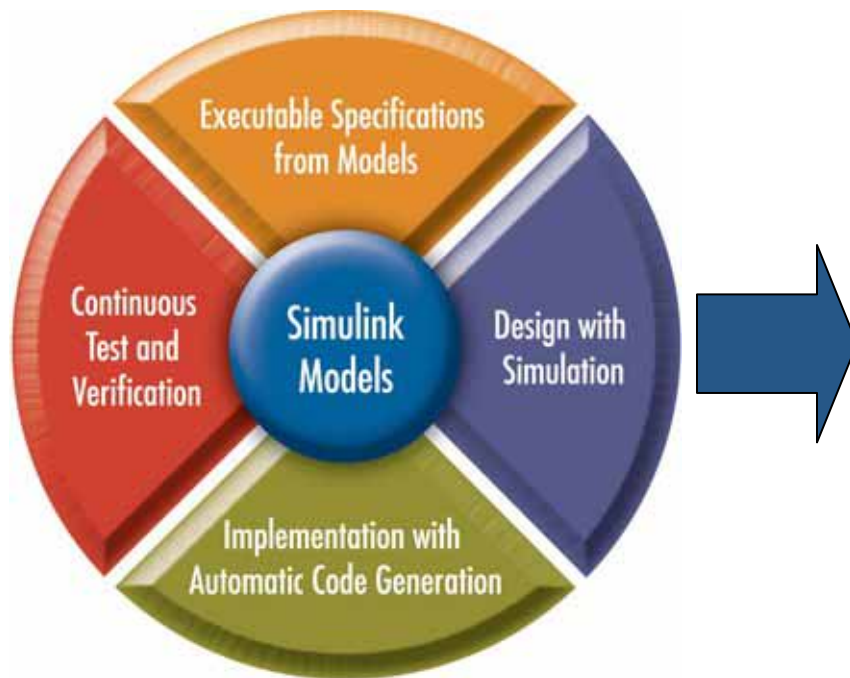 Executable Specifications
from Models
Continuous
Test and
Verification
Simulink
Models
Design with
Simulation
Implementation with
Automatic Code Generation